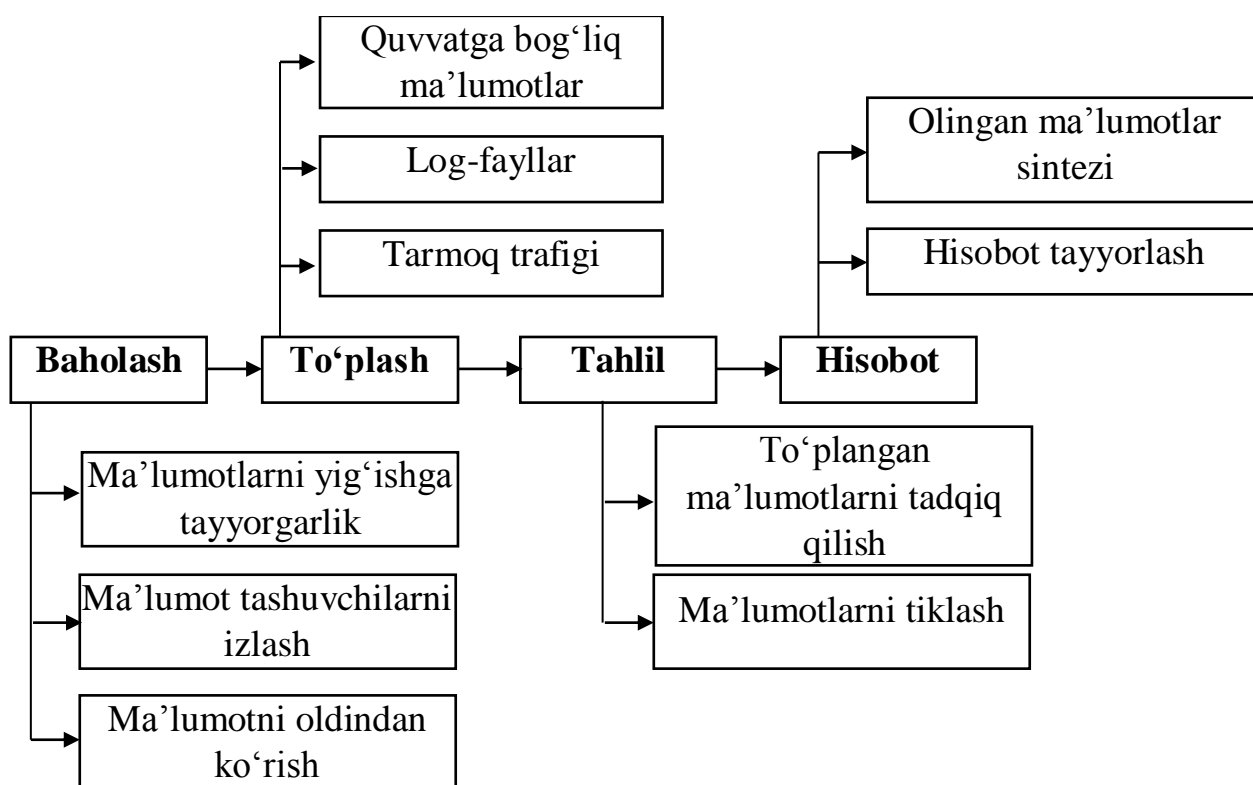 Quvvatga bog‘liq
ma’lumotlar
Log-fayllar
Tarmoq trafigi
Olingan ma’lumotlar
sintezi
Hisobot tayyorlash
Baholash
To‘plash
Tahlil
Hisobot
Ma’lumotlarni yig‘ishga
tayyorgarlik
Ma’lumot tashuvchilarni
izlash
Ma’lumotni oldindan
ko‘rish
To‘plangan
ma’lumotlarni tadqiq
qilish
Ma’lumotlarni tiklash